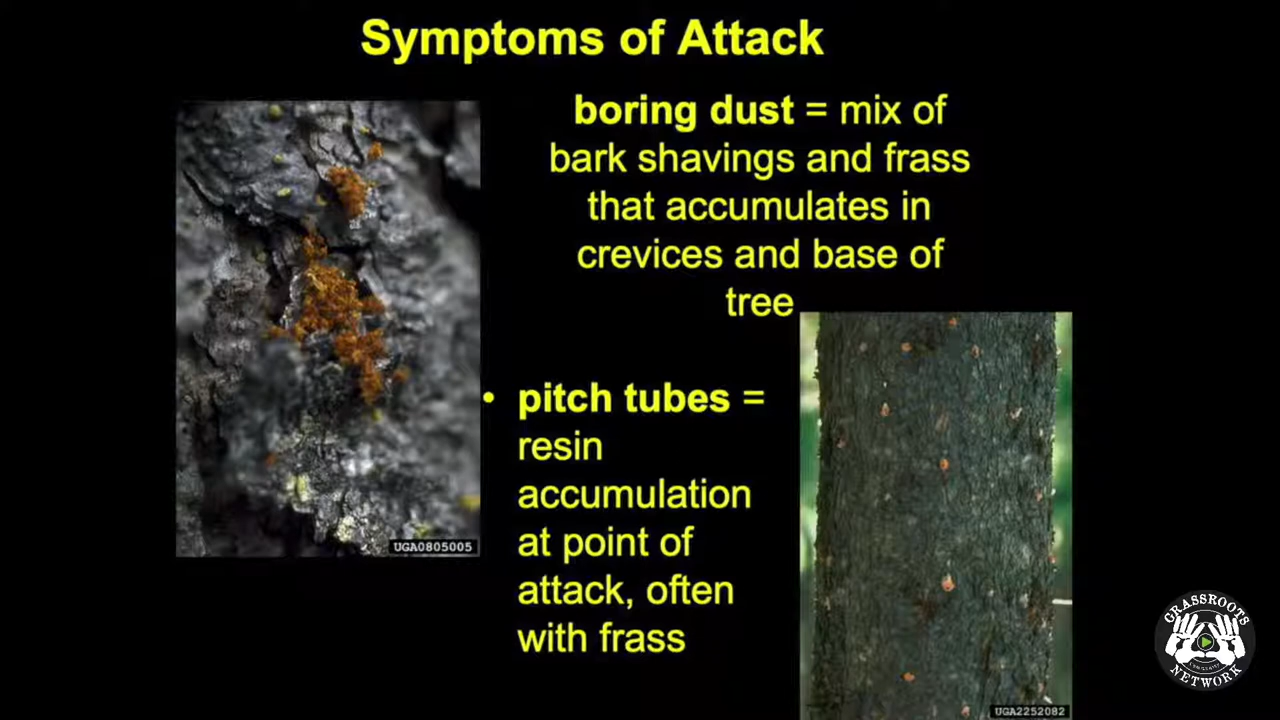 Symptoms of Attack
boring dust = mix of
bark shavings and frass
that accumulates in
crevices and base of
tree
• pitch tubes =
resin
accumulation
at point of
attack, often
with frass
UGA0805005
UGA2252082
GRASSROOTS
NETWORK